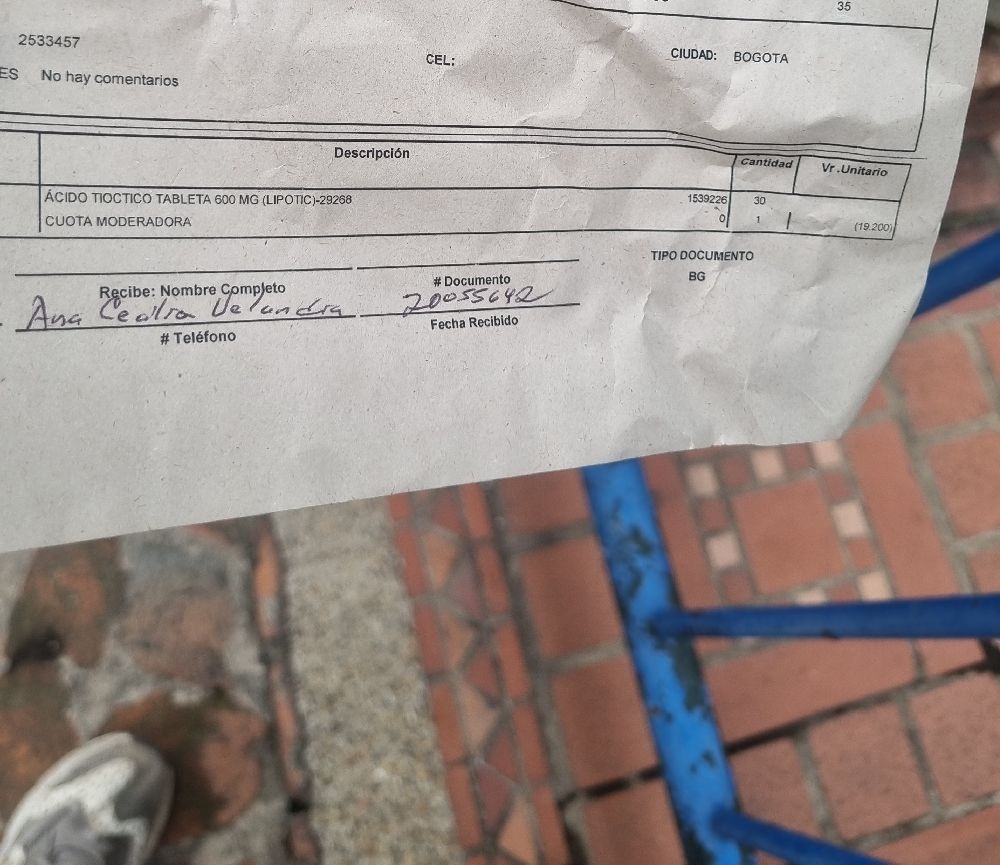 35
2533457
CEL:
CIUDAD: BOGOTA
ES No hay comentarios
Descripción Cantidad Vr.Unitario
ÁCIDO TIOCTICO TABLETA 600 MG (LIPOTIC)-29268 1539226 30
CUOTA MODERADORA 0 1 (19.200)
TIPO DOCUMENTO
BG
Recibe: Nombre Completo # Documento
Ana Velandia 20055642
# Teléfono Fecha Recibido